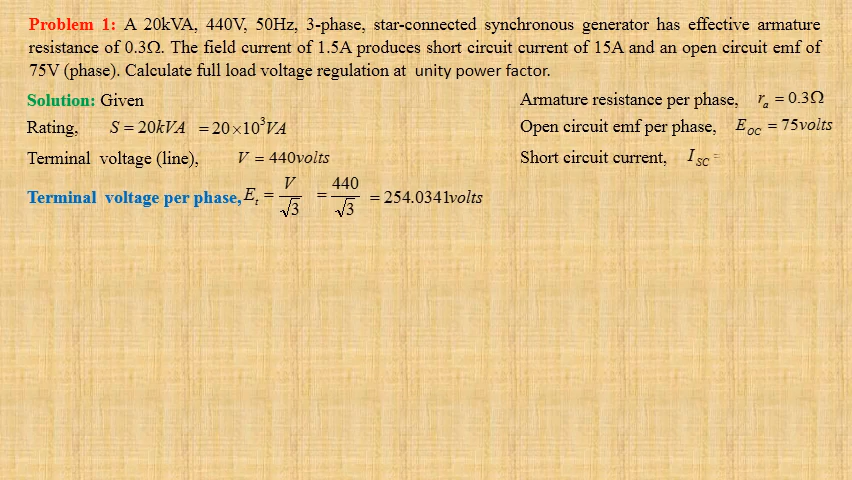 Problem 1: A 20kVA, 440V, 50Hz, 3-phase, star-connected synchronous generator has effective armature
resistance of 0.3Ω. The field current of 1.5A produces short circuit current of 15A and an open circuit emf of
75V (phase). Calculate full load voltage regulation at unity power factor.
Solution: Given
Armature resistance per phase, r_a = 0.3Ω
Rating, S = 20kVA = 20×10³VA
Open circuit emf per phase, E_OC = 75volts
Terminal voltage (line), V = 440volts
Short circuit current, I_SC =
Terminal voltage per phase, E_t = V/√3 = 440/√3 = 254.0341volts